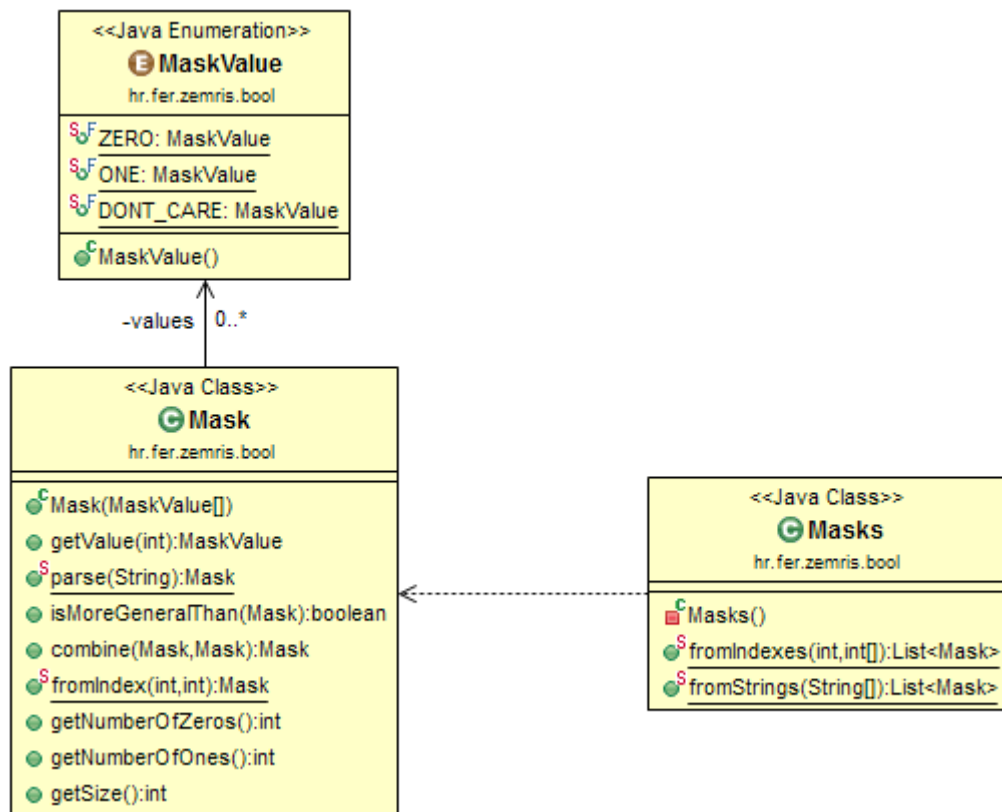 <<Java Enumeration>>
E MaskValue
hr.fer.zemris.bool
S F ZERO: MaskValue
S F ONE: MaskValue
S F DONT_CARE: MaskValue
C MaskValue()
-values 0..*
<<Java Class>>
C Mask
hr.fer.zemris.bool
C Mask(MaskValue[])
getValue(int):MaskValue
S parse(String):Mask
isMoreGeneralThan(Mask):boolean
combine(Mask,Mask):Mask
S fromIndex(int,int):Mask
getNumberOfZeros():int
getNumberOfOnes():int
getSize():int
<<Java Class>>
C Masks
hr.fer.zemris.bool
C Masks()
S fromIndexes(int,int[]):List<Mask>
S fromStrings(String[]):List<Mask>